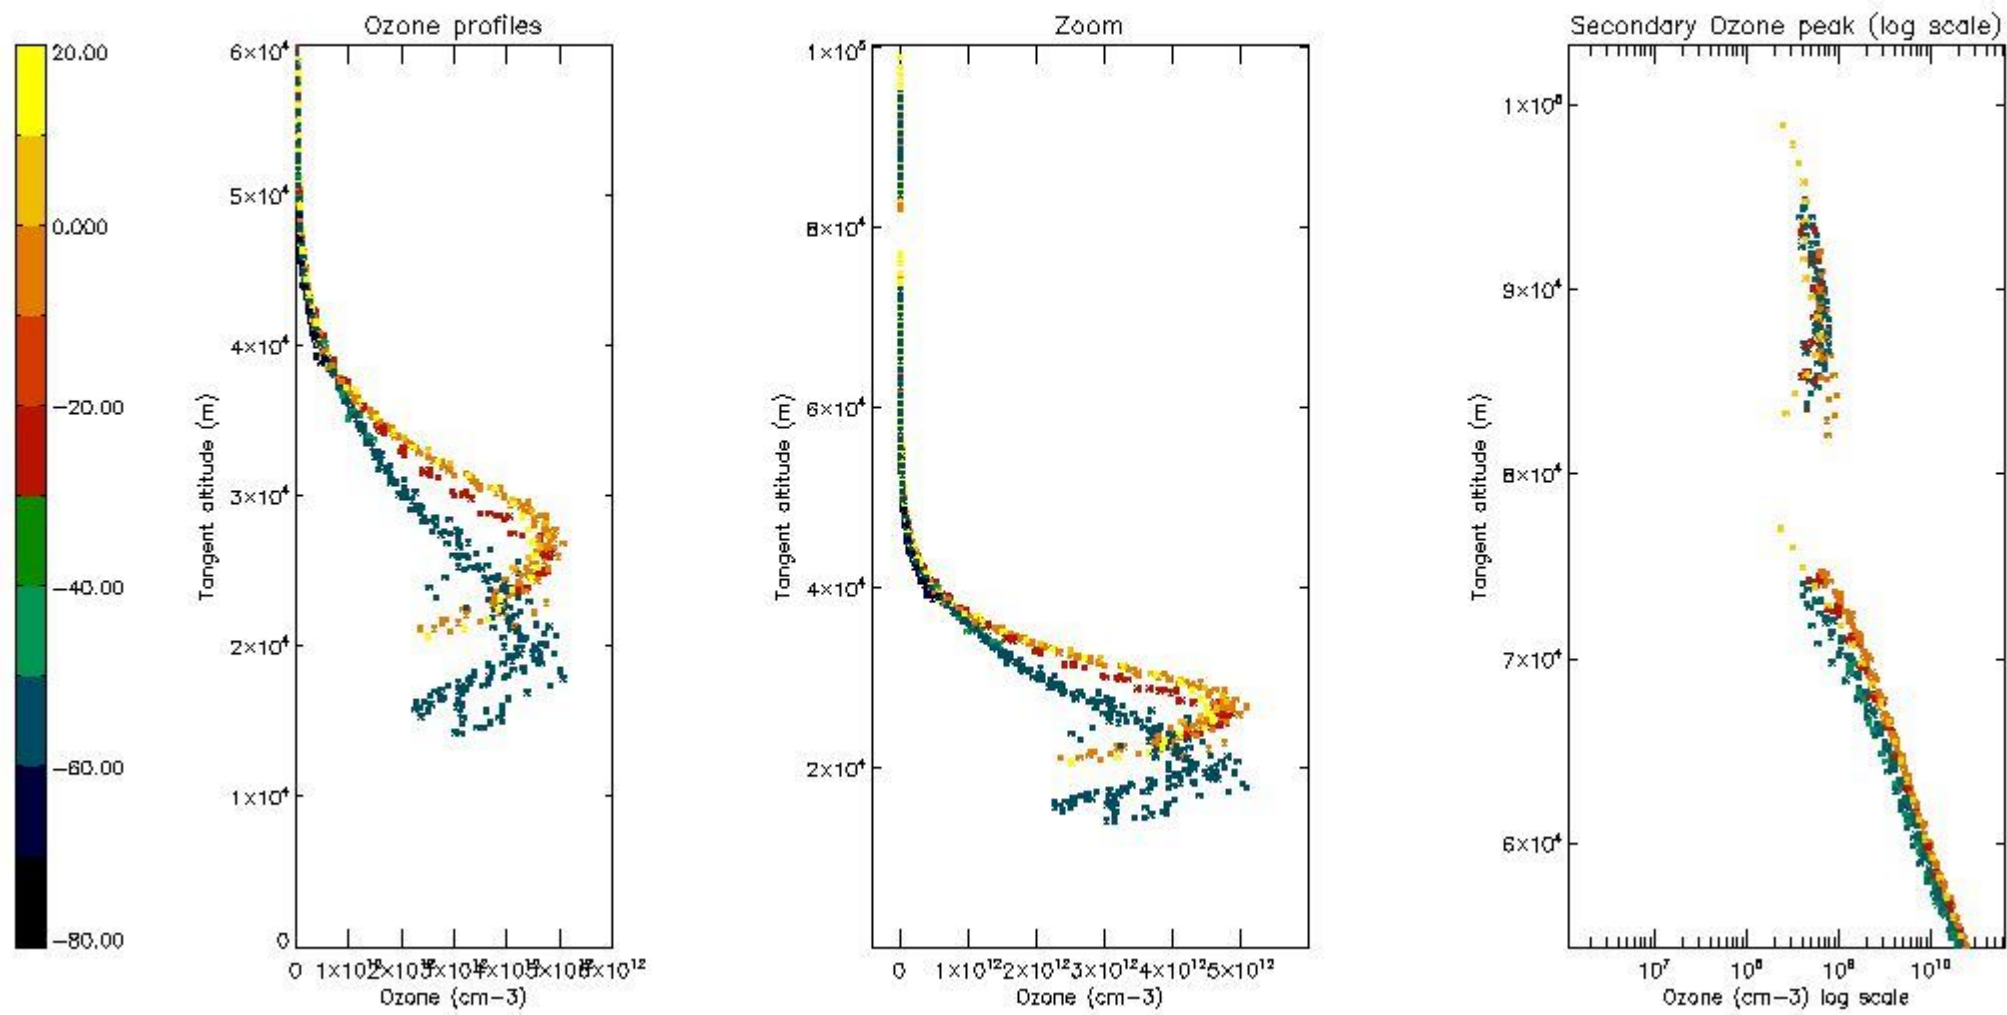 Ozone profiles
Zoom
Secondary Ozone peak (log scale)
20.00
0.000
−20.00
−40.00
−60.00
−80.00
6×10⁴
5×10⁴
4×10⁴
3×10⁴
2×10⁴
1×10⁴
0
Tangent altitude (m)
0 1×10¹²
Ozone (cm−3)
1×10⁵
8×10⁴
6×10⁴
4×10⁴
2×10⁴
Tangent altitude (m)
0 1×10¹² 2×10¹² 3×10¹² 4×10¹² 5×10¹²
Ozone (cm−3)
9×10⁴
8×10⁴
7×10⁴
6×10⁴
Tangent altitude (m)
10⁷ 10¹⁰
Ozone (cm−3) log scale